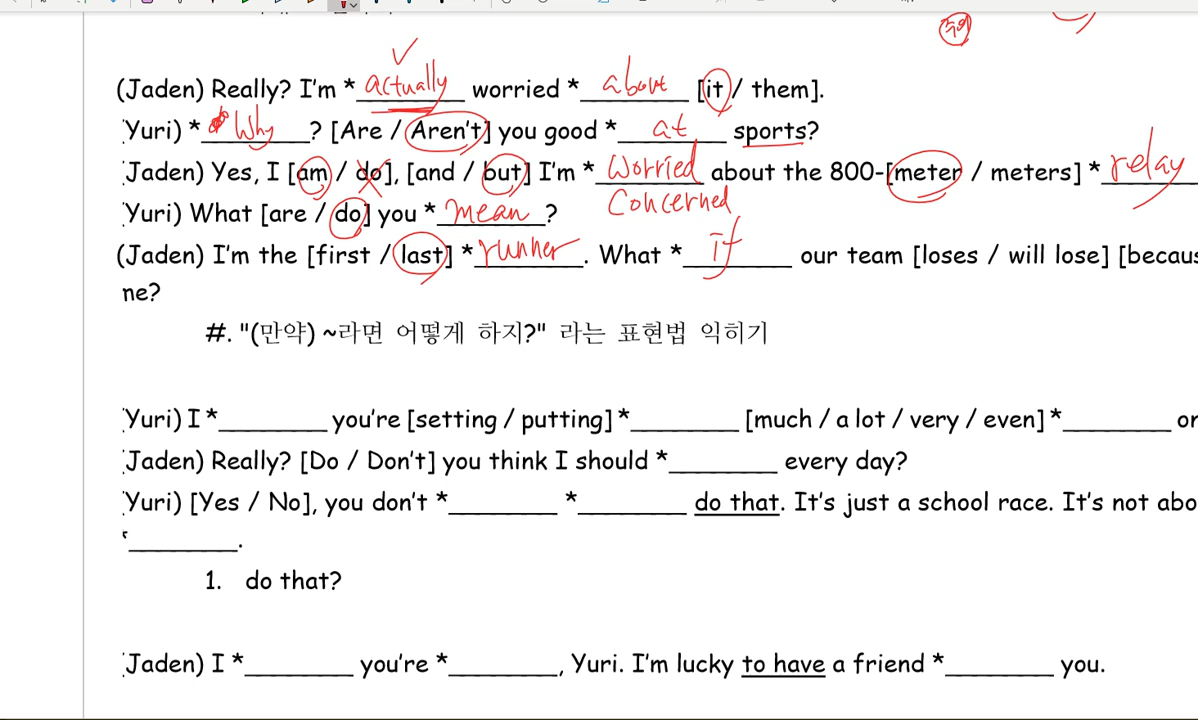 주어
(Jaden) Really? I'm * actually worried * about [it / them].
Yuri) * Why ? [Are / Aren't] you good * at sports?
Jaden) Yes, I [am / do], [and / but] I'm * Worried about the 800-[meter / meters] * relay
Concerned
Yuri) What [are / do] you * mean ?
(Jaden) I'm the [first / last] * runner. What * if our team [loses / will lose] [becaus
ne?
#. "(만약) ~라면 어떻게 하지?" 라는 표현법 익히기
Yuri) I *________ you're [setting / putting] *________ [much / a lot / very / even] *________ or
Jaden) Really? [Do / Don't] you think I should *________ every day?
Yuri) [Yes / No], you don't *________ *________ do that. It's just a school race. It's not abo
________.
1. do that?
Jaden) I *________ you're *________, Yuri. I'm lucky to have a friend *________ you.